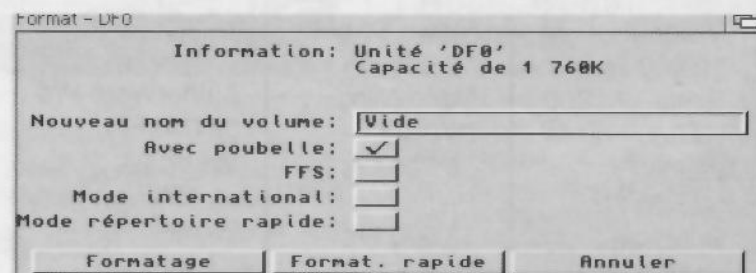 Format - DF0
Information: Unité 'DF0'
Capacité de 1 760K
Nouveau nom du volume: Vide
Avec poubelle:
FFS:
Mode international:
Mode répertoire rapide:
Formatage Format. rapide Annuler